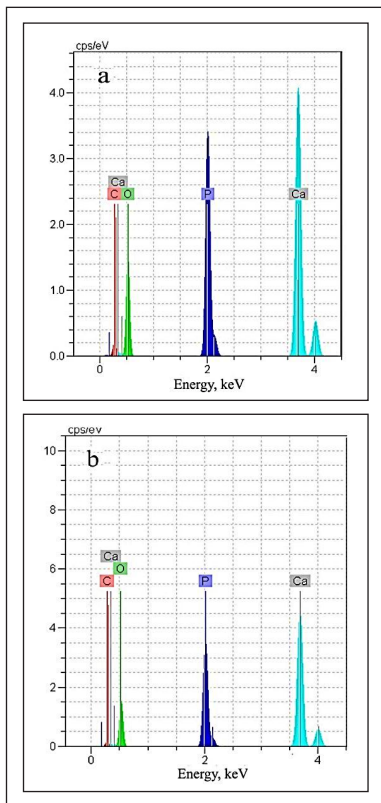 cps/eV
a
4.0
3.0
Ca
C O P Ca
2.0
1.0
0.0
0 2 4
Energy, keV
cps/eV
b
10
8
6
Ca
O
C P Ca
4
2
0
0 2 4
Energy, keV